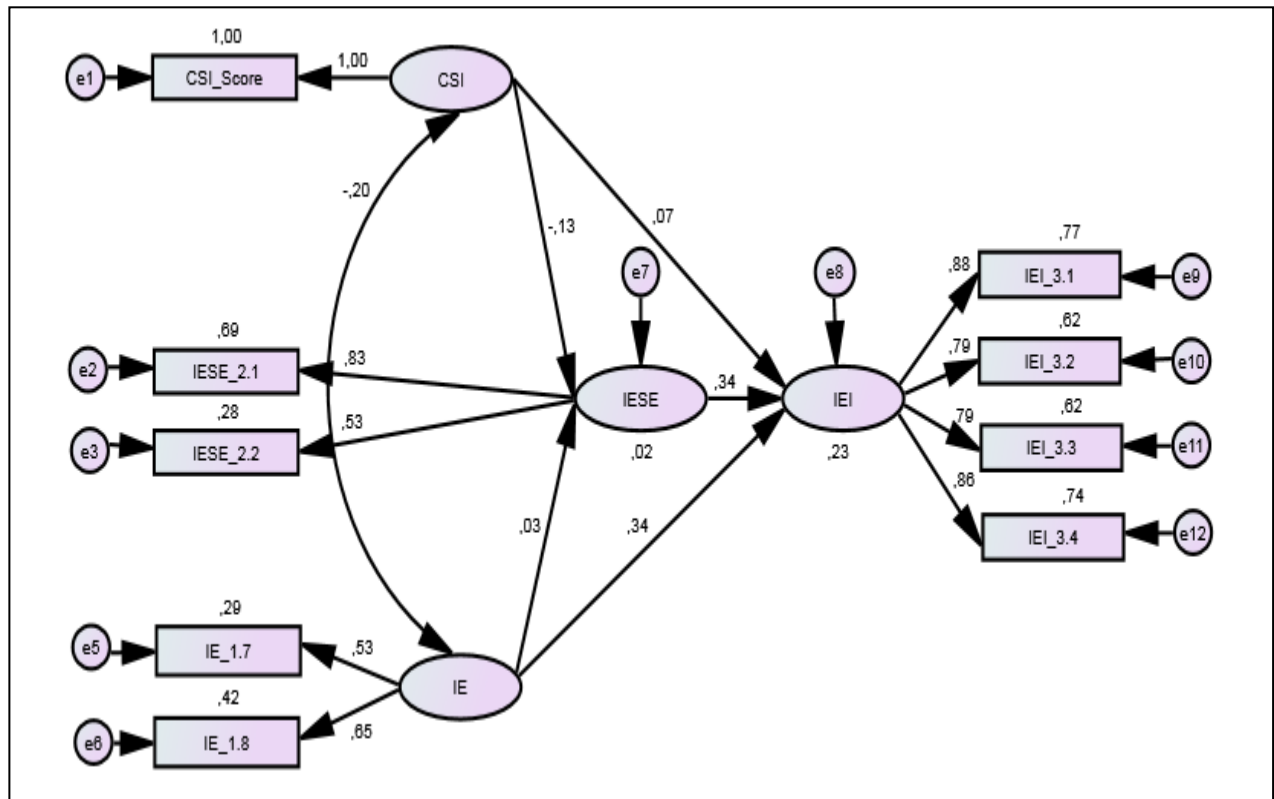 1,00
e1
CSI_Score
1,00
CSI
-,20
-,13
,07
e7
e8
,77
,88
IEI_3.1
e9
,62
,79
IEI_3.2
e10
,69
e2
IESE_2.1
,83
IESE
,02
,34
IEI
,23
,62
,79
IEI_3.3
e11
,28
e3
IESE_2.2
,53
,74
,86
IEI_3.4
e12
,03
,34
,29
e5
IE_1.7
,53
IE
,42
e6
IE_1.8
,65